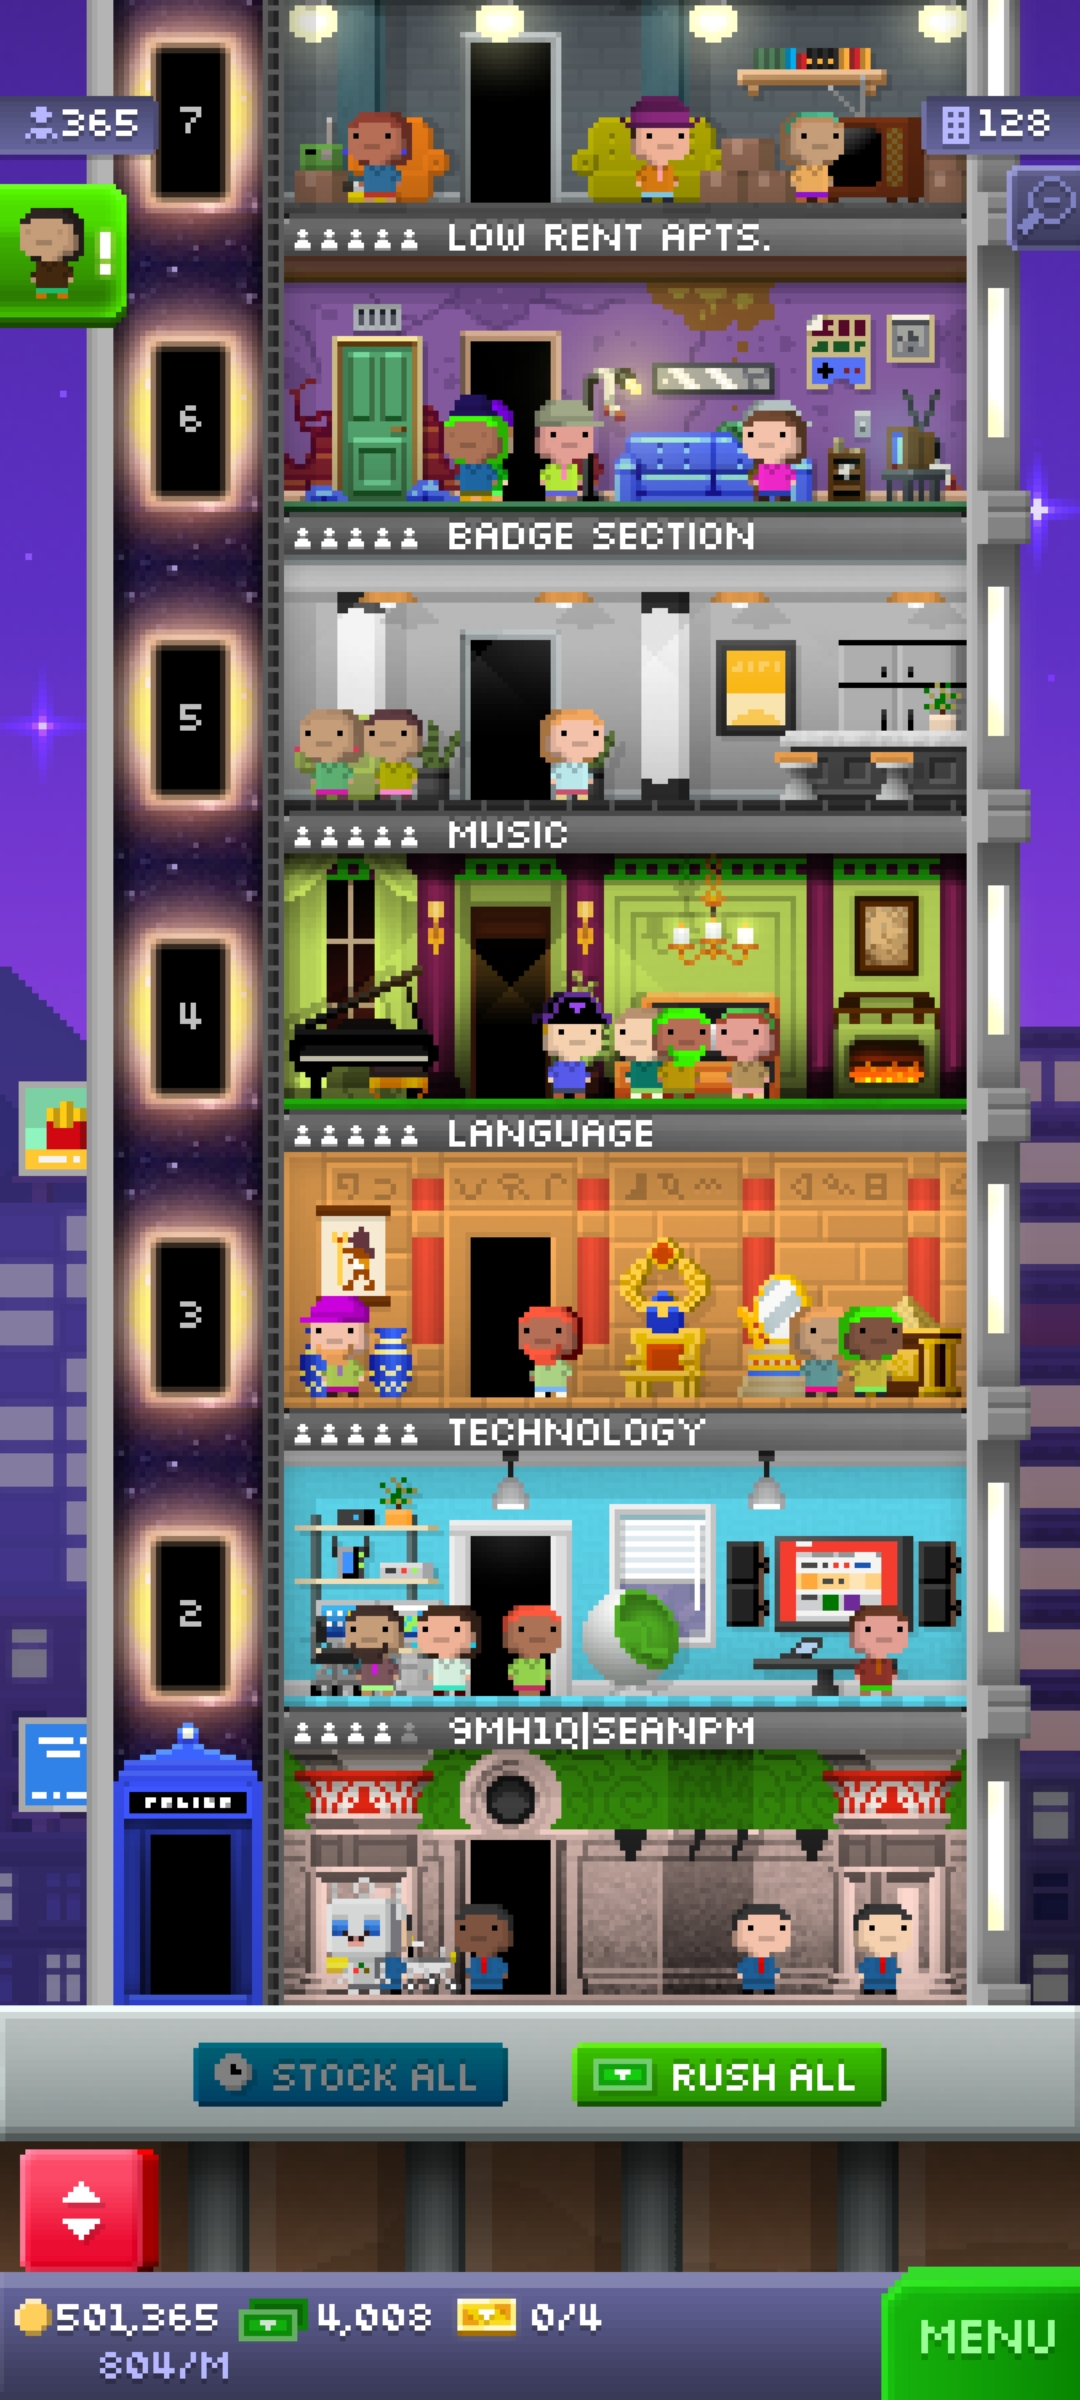 7
365
128
!
LOW RENT APTS.
6
BADGE SECTION
5
MUSIC
4
LANGUAGE
3
TECHNOLOGY
2
9MH1Q|SEANPM
POLICE
STOCK ALL
RUSH ALL
501,365
4,008
0/4
804/M
MENU